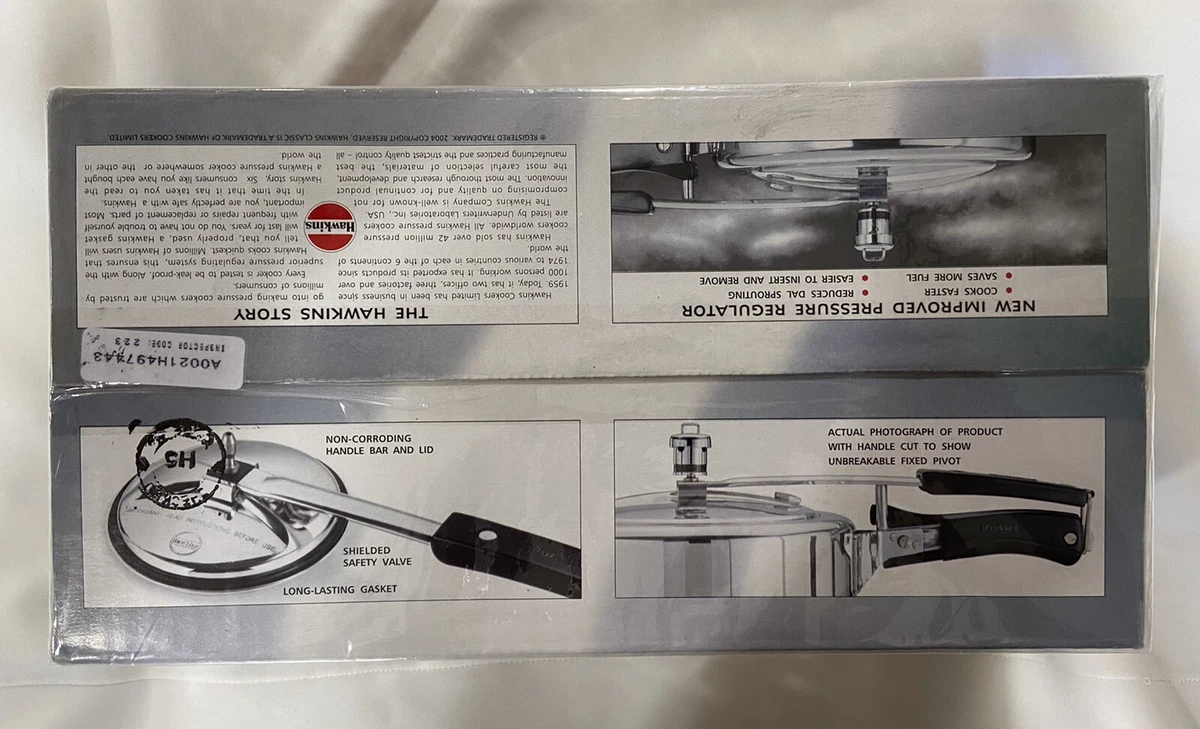 NEW IMPROVED PRESSURE REGULATOR
• COOKS FASTER
• SAVES MORE FUEL
• REDUCES DAL SPROUTING
• EASIER TO INSERT AND REMOVE
THE HAWKINS STORY
Hawkins Cookers Limited has been in business since
1959. Today, it has two offices, three factories and over
1000 persons working. It has exported its products since
1974 to various countries in each of the 6 continents of
the world.
Hawkins has sold over 42 million pressure
cookers worldwide. All Hawkins pressure cookers
are listed by Underwriters Laboratories Inc., USA.
The Hawkins Company is well-known for not
compromising on quality and for continual product
innovation. The most thorough research and development,
the most careful selection of materials, the best
manufacturing practices and the strictest quality control – all
go into making pressure cookers which are trusted by
millions of consumers.
Every cooker is tested to be leak-proof. Along with the
superior pressure regulating system, this ensures that
Hawkins cooks quickest. Millions of Hawkins users will
tell you that, properly used, a Hawkins gasket
will last for years. You do not have to trouble yourself
with frequent repairs or replacement of parts. Most
important, you are perfectly safe with a Hawkins.
In the time that it has taken you to read the
Hawkins story, Six consumers like you have each bought
a Hawkins pressure cooker somewhere or the other in
the world.
Hawkins
® REGISTERED TRADEMARK. 2004 COPYRIGHT RESERVED. HAWKINS CLASSIC IS A TRADEMARK OF HAWKINS COOKERS LIMITED.
A0021H497443
INSPECTOR CODE: 223
H5
NON-CORRODING
HANDLE BAR AND LID
SHIELDED
SAFETY VALVE
LONG-LASTING GASKET
READ INSTRUCTIONS BEFORE USE
Hawkins
ACTUAL PHOTOGRAPH OF PRODUCT
WITH HANDLE CUT TO SHOW
UNBREAKABLE FIXED PIVOT
Hawkins